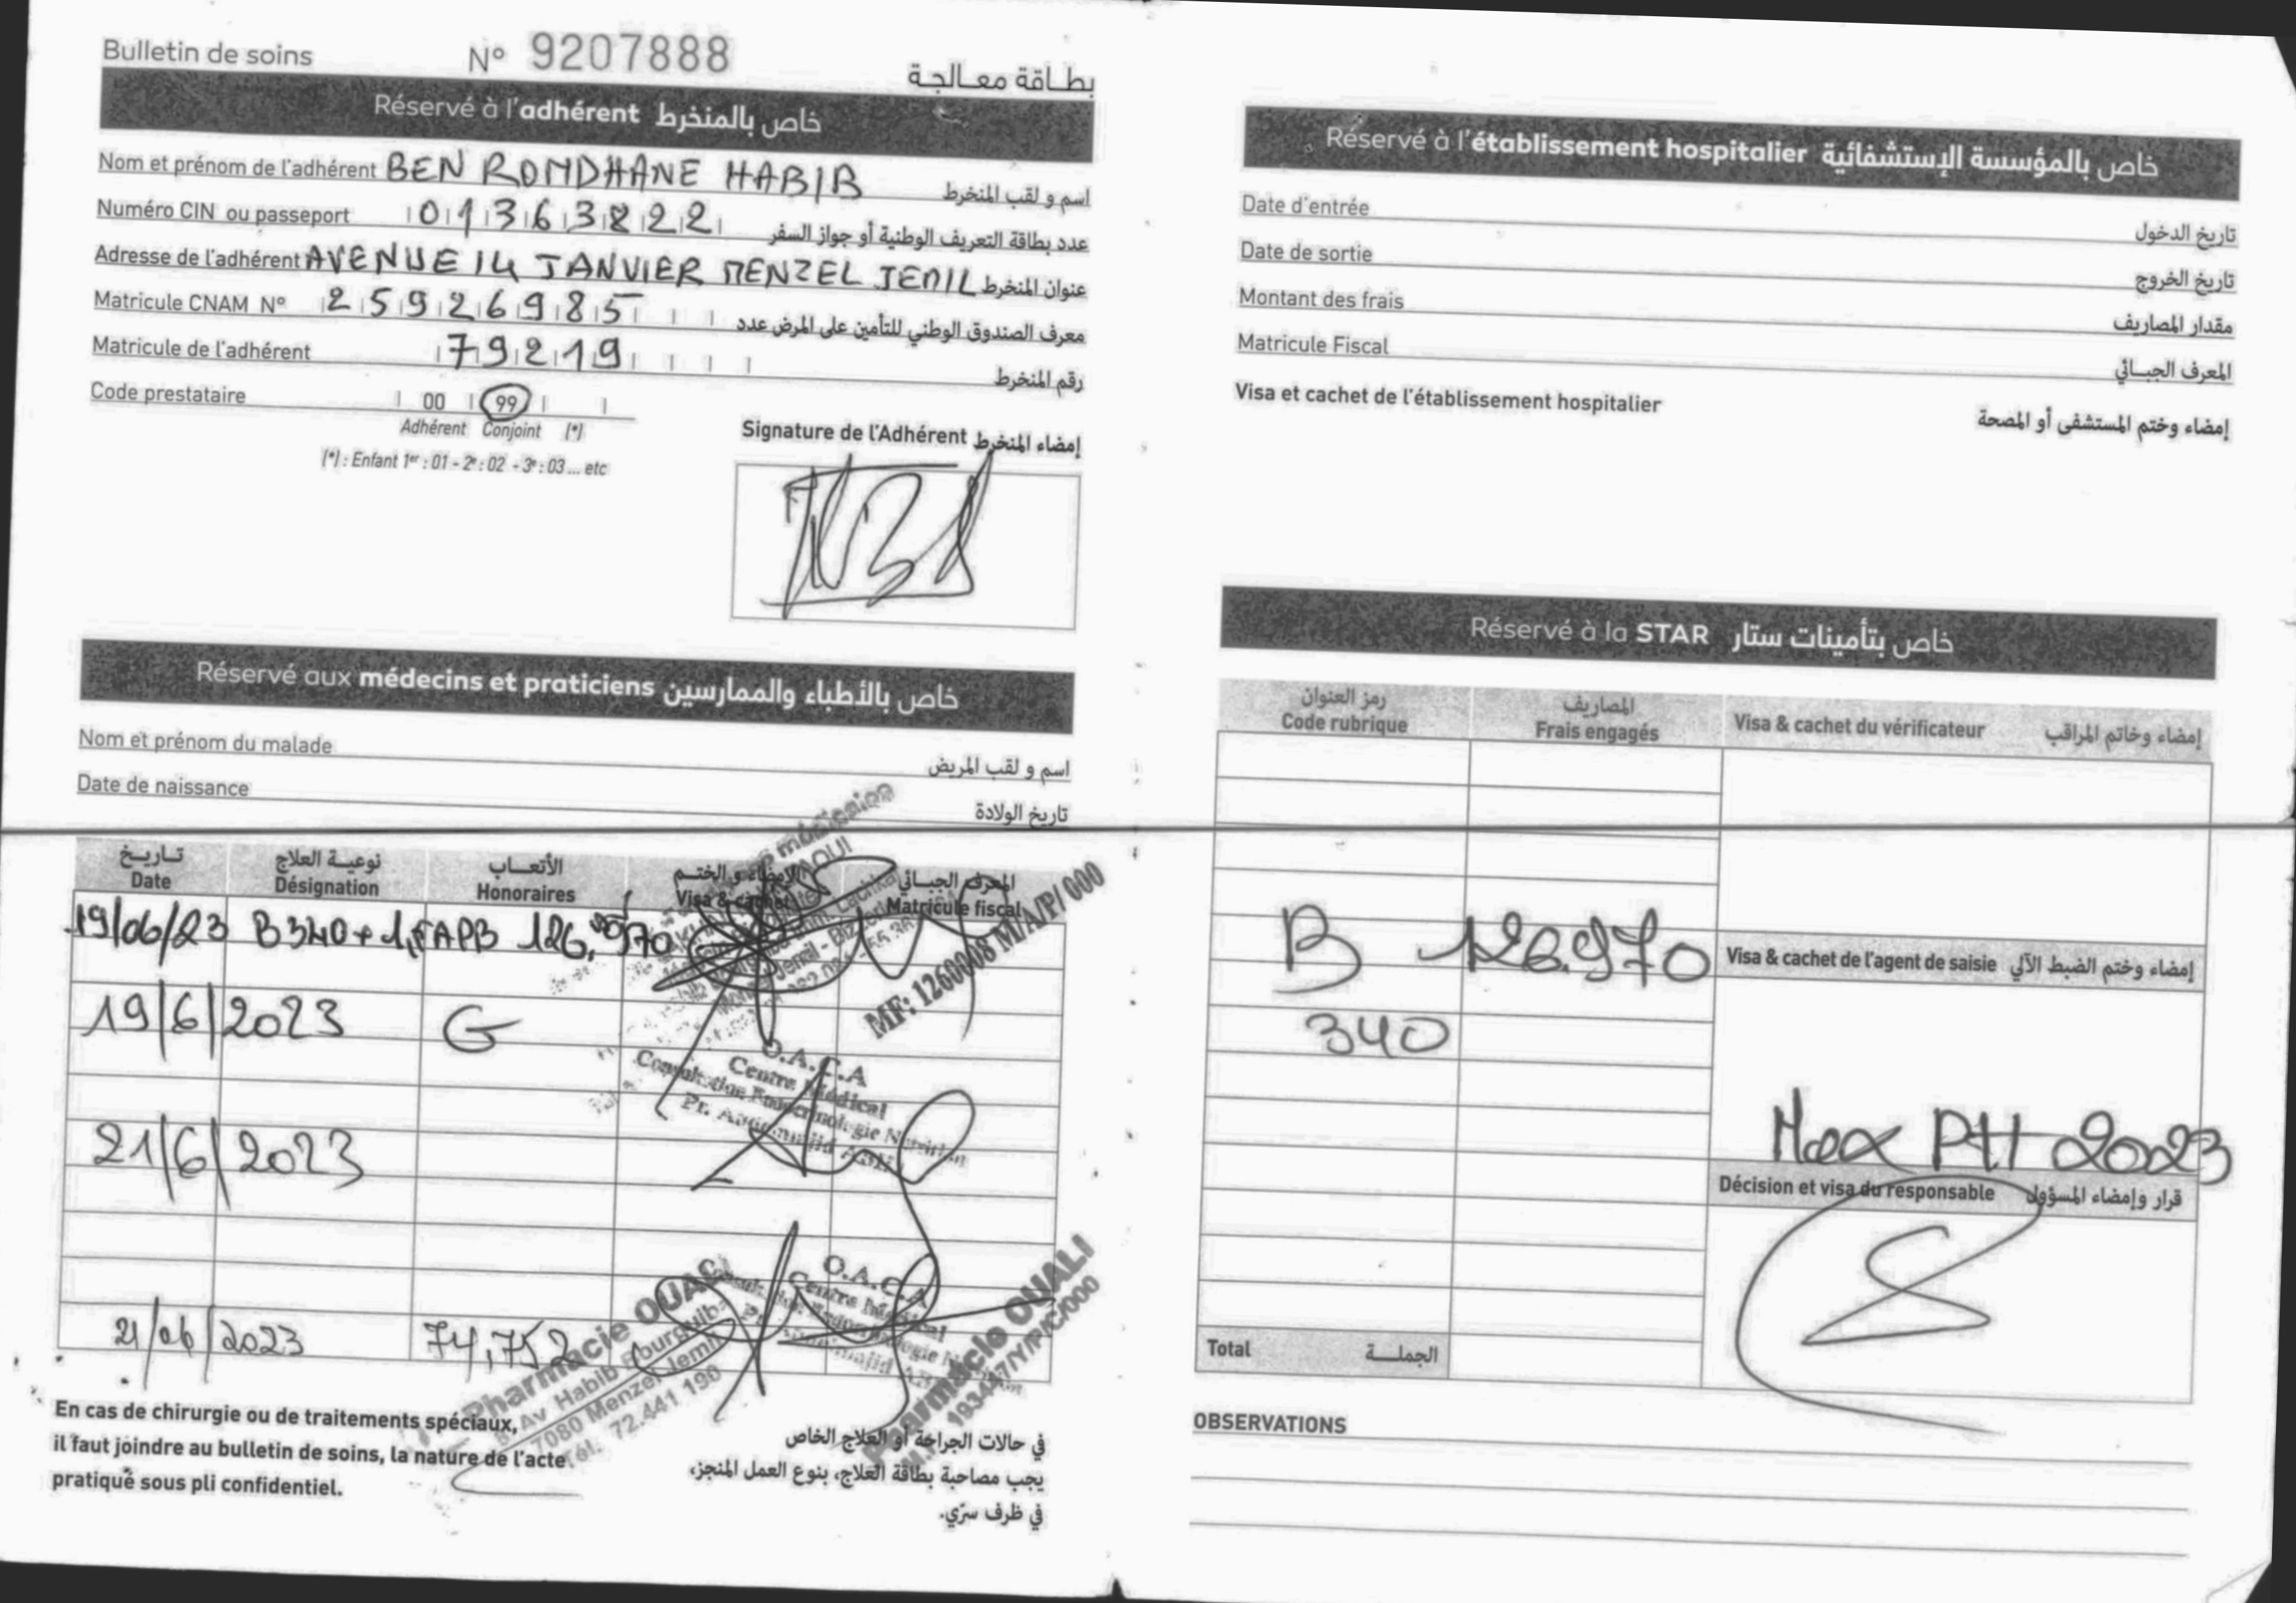 Bulletin de soins N° 9207888 بطاقة معالجة
Réservé à l'adhérent خاص بالمنخرط
Nom et prénom de l'adhérent BEN ROMDHANE HABIB اسم و لقب المنخرط
Numéro CIN ou passeport 01363822 عدد بطاقة التعريف الوطنية أو جواز السفر
Adresse de l'adhérent AVENUE 14 JANVIER MENZEL JEMIL عنوان المنخرط
Matricule CNAM N° 259269885 معرف الصندوق الوطني للتأمين على المرض عدد
Matricule de l'adhérent 79219 رقم المنخرط
Code prestataire 00 99
Adhérent Conjoint (*)
(*) : Enfant 1er : 01 - 2e : 02 - 3e : 03 ... etc
Signature de l'Adhérent إمضاء المنخرط
Réservé aux médecins et praticiens خاص بالأطباء والممارسين
Nom et prénom du malade اسم و لقب المريض
Date de naissance تاريخ الولادة
تاريخ نوعية العلاج الأتعاب الإمضاء و الختم المعرف الجبائي
Date Désignation Honoraires Visa & cachet Matricule fiscal
19/06/23 B340+1,5APB 126,970
MF: 1260008 M/A/P/ 000
19/6/2023 G
O.A.C.A
Centre Médical
Consultation Endocrinologie Nutrition
21/6/2023
O.A.C.A
Centre Médical
21/06/2023 74,752
Pharmacie OUALI
Av. Habib Bourguiba
7080 Menzel Jemil
Tél. 72.441 190
Pharmacie OUALI
En cas de chirurgie ou de traitements spéciaux,
il faut joindre au bulletin de soins, la nature de l'acte
pratiqué sous pli confidentiel.
في حالات الجراحة أو العلاج الخاص
يجب مصاحبة بطاقة العلاج، بنوع العمل المنجز،
في ظرف سرّي.
Réservé à l'établissement hospitalier خاص بالمؤسسة الإستشفائية
Date d'entrée تاريخ الدخول
Date de sortie تاريخ الخروج
Montant des frais مقدار المصاريف
Matricule Fiscal المعرف الجبائي
Visa et cachet de l'établissement hospitalier إمضاء وختم المستشفى أو المصحة
Réservé à la STAR خاص بتأمينات ستار
رمز العنوان المصاريف
Code rubrique Frais engagés Visa & cachet du vérificateur إمضاء وخاتم المراقب
B 126.970
Visa & cachet de l'agent de saisie إمضاء وختم الضبط الآلي
340
Max PH 2023
Décision et visa du responsable قرار وإمضاء المسؤول
Total الجملة
OBSERVATIONS